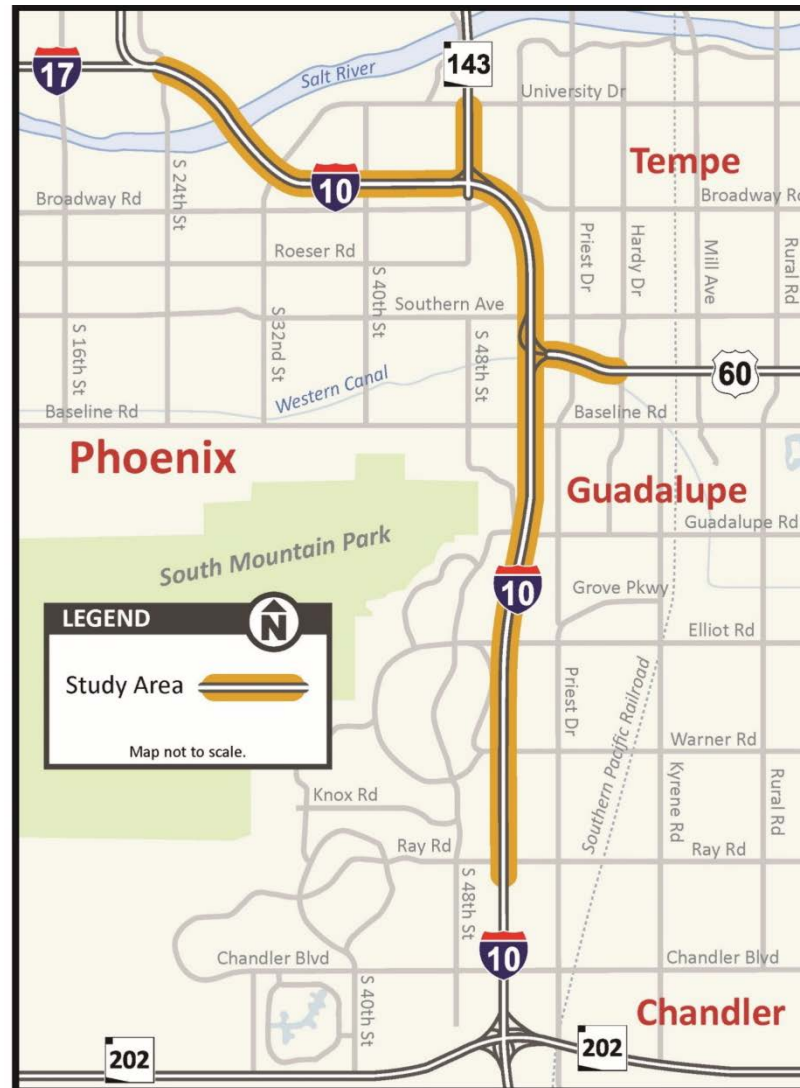 17
Salt River
143
University Dr
S 24th St
Tempe
10
Broadway Rd
Broadway Rd
Roeser Rd
Priest Dr
Hardy Dr
Mill Ave
Rural Rd
S 40th St
Southern Ave
S 16th St
S 32nd St
S 48th St
Western Canal
60
Baseline Rd
Baseline Rd
Phoenix
Guadalupe
South Mountain Park
Guadalupe Rd
10
Grove Pkwy
LEGEND
N
Elliot Rd
Study Area
Priest Dr
Southern Pacific Railroad
Map not to scale.
Warner Rd
Kyrene Rd
Rural Rd
Knox Rd
Ray Rd
Ray Rd
S 48th St
10
Chandler Blvd
Chandler Blvd
S 40th St
Chandler
202
202